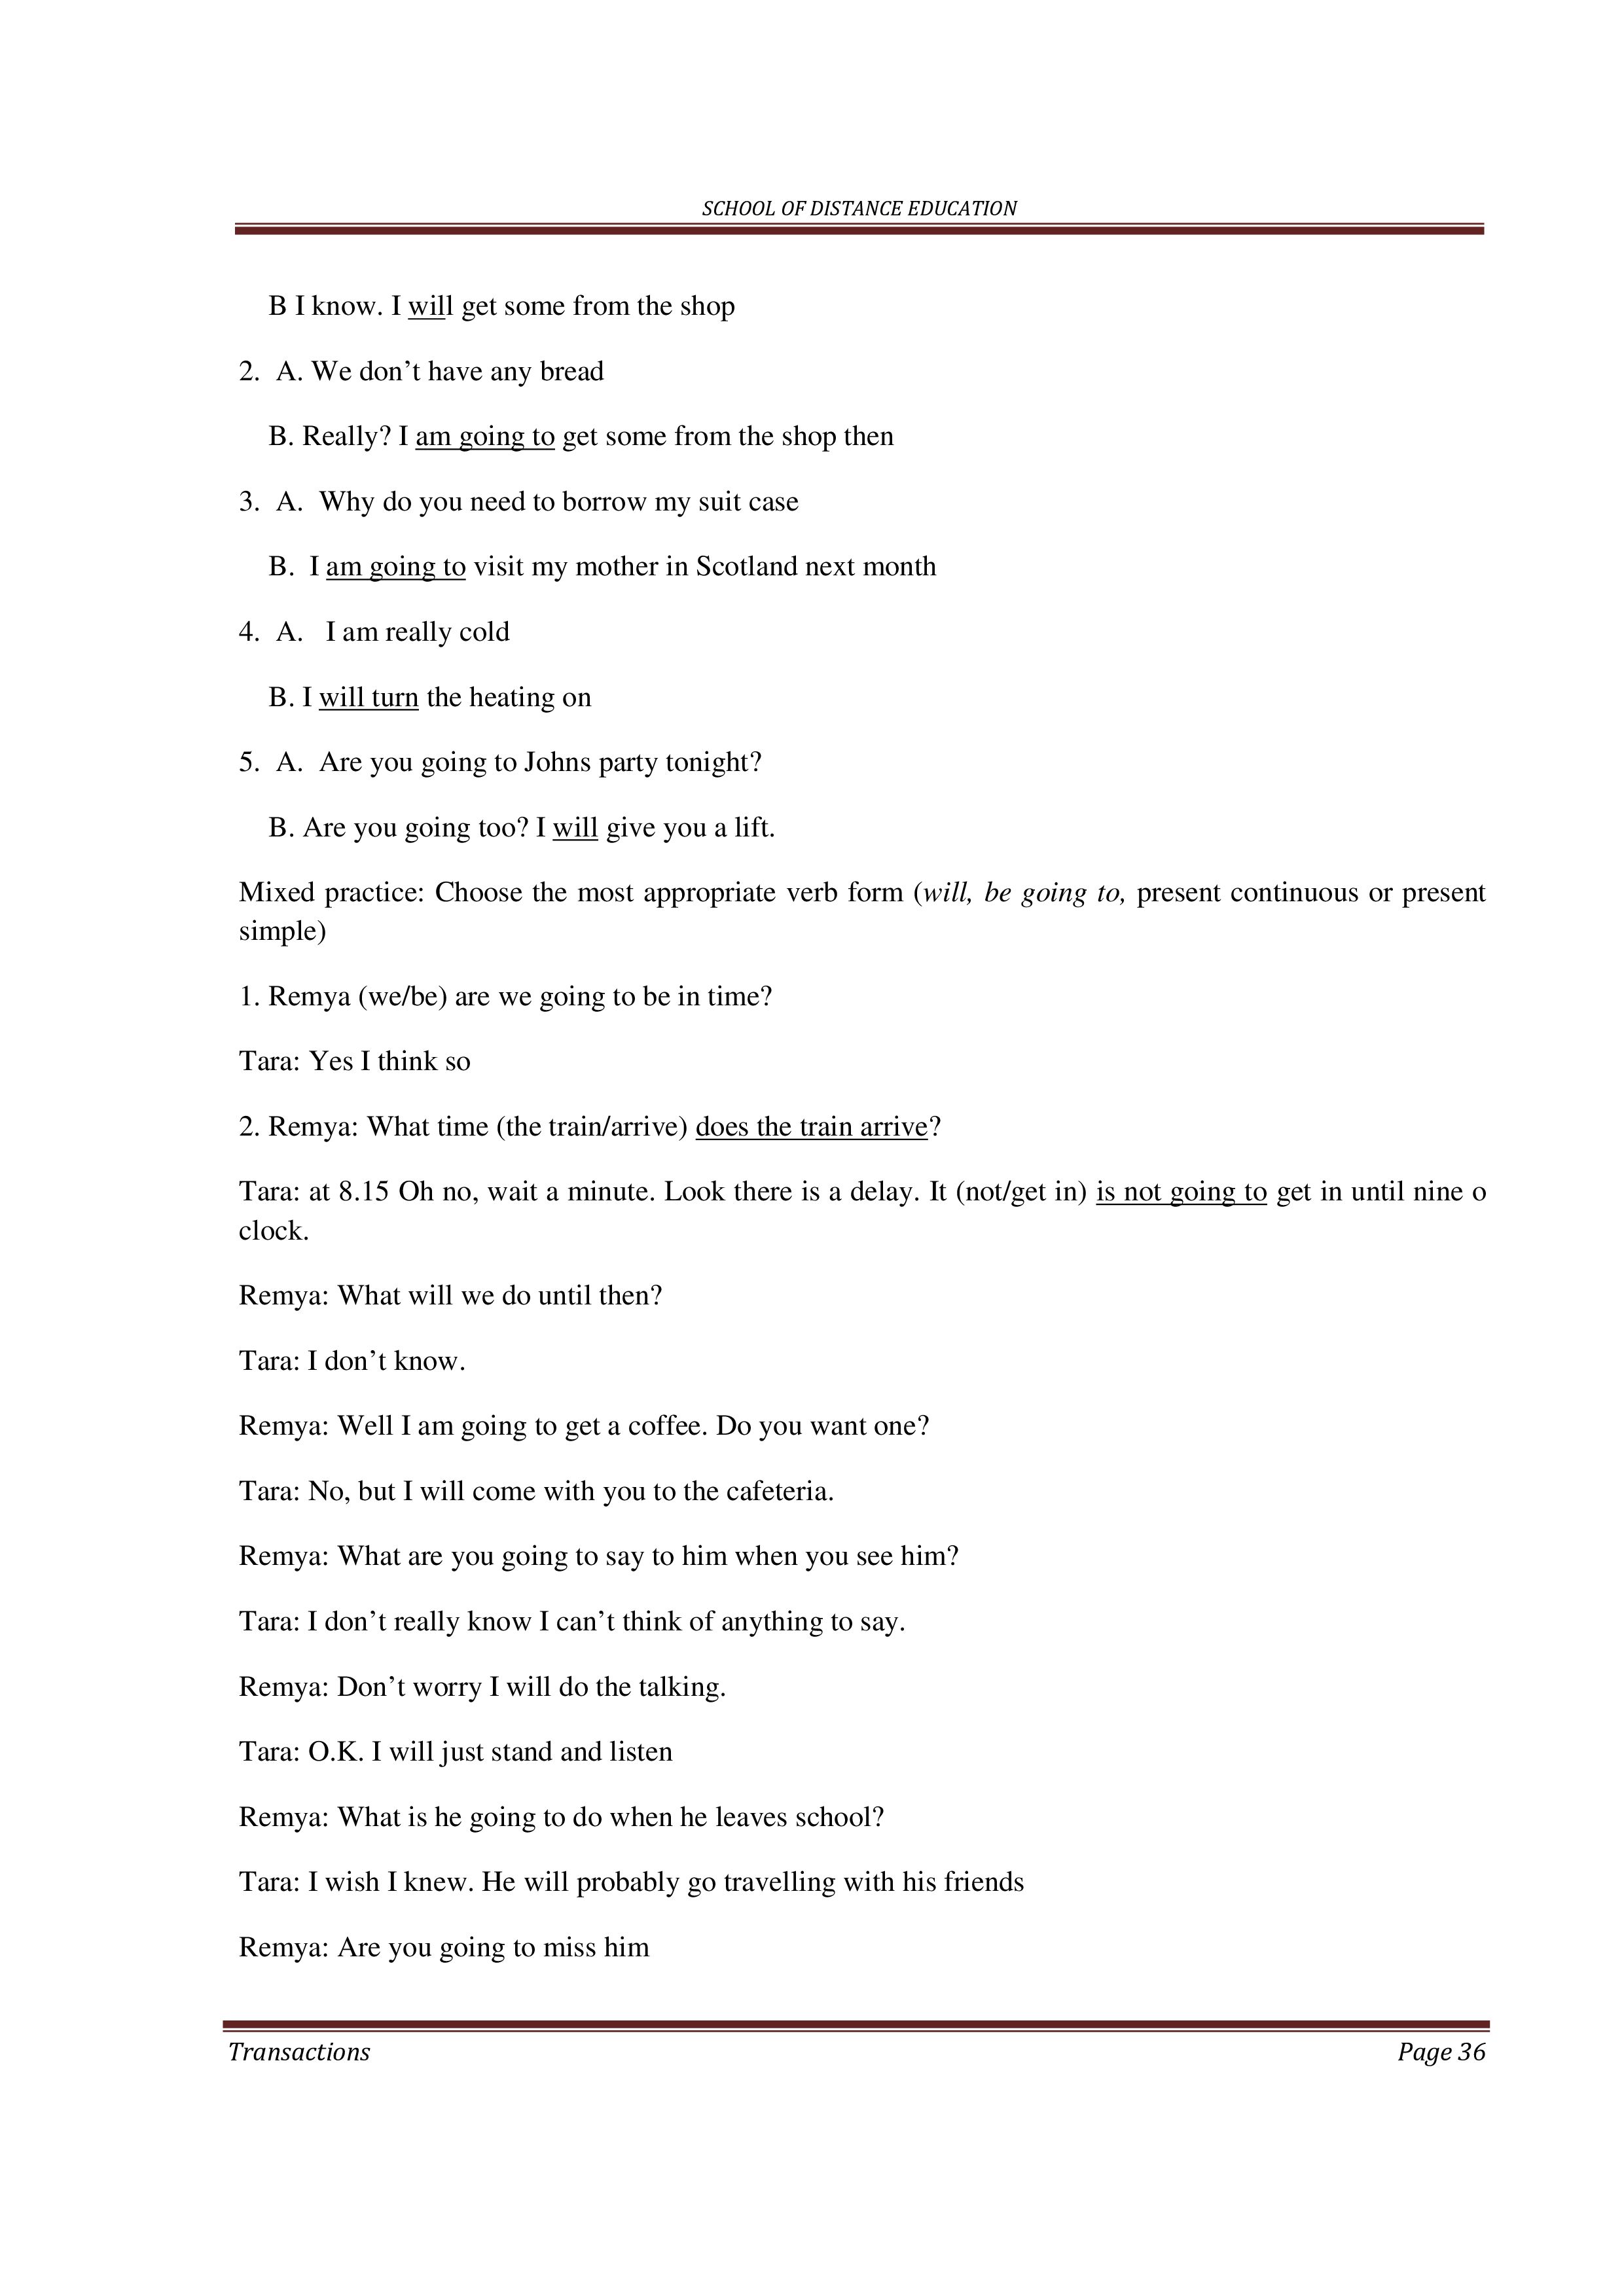 SCHOOL OF DISTANCE EDUCATION
B I know. I will get some from the shop
2. A. We don’t have any bread
B. Really? I am going to get some from the shop then
3. A. Why do you need to borrow my suit case
B. I am going to visit my mother in Scotland next month
4. A. I am really cold
B. I will turn the heating on
5. A. Are you going to Johns party tonight?
B. Are you going too? I will give you a lift.
Mixed practice: Choose the most appropriate verb form (will, be going to, present continuous or present
simple)
1. Remya (we/be) are we going to be in time?
Tara: Yes I think so
2. Remya: What time (the train/arrive) does the train arrive?
Tara: at 8.15 Oh no, wait a minute. Look there is a delay. It (not/get in) is not going to get in until nine o
clock.
Remya: What will we do until then?
Tara: I don’t know.
Remya: Well I am going to get a coffee. Do you want one?
Tara: No, but I will come with you to the cafeteria.
Remya: What are you going to say to him when you see him?
Tara: I don’t really know I can’t think of anything to say.
Remya: Don’t worry I will do the talking.
Tara: O.K. I will just stand and listen
Remya: What is he going to do when he leaves school?
Tara: I wish I knew. He will probably go travelling with his friends
Remya: Are you going to miss him
Transactions Page 36